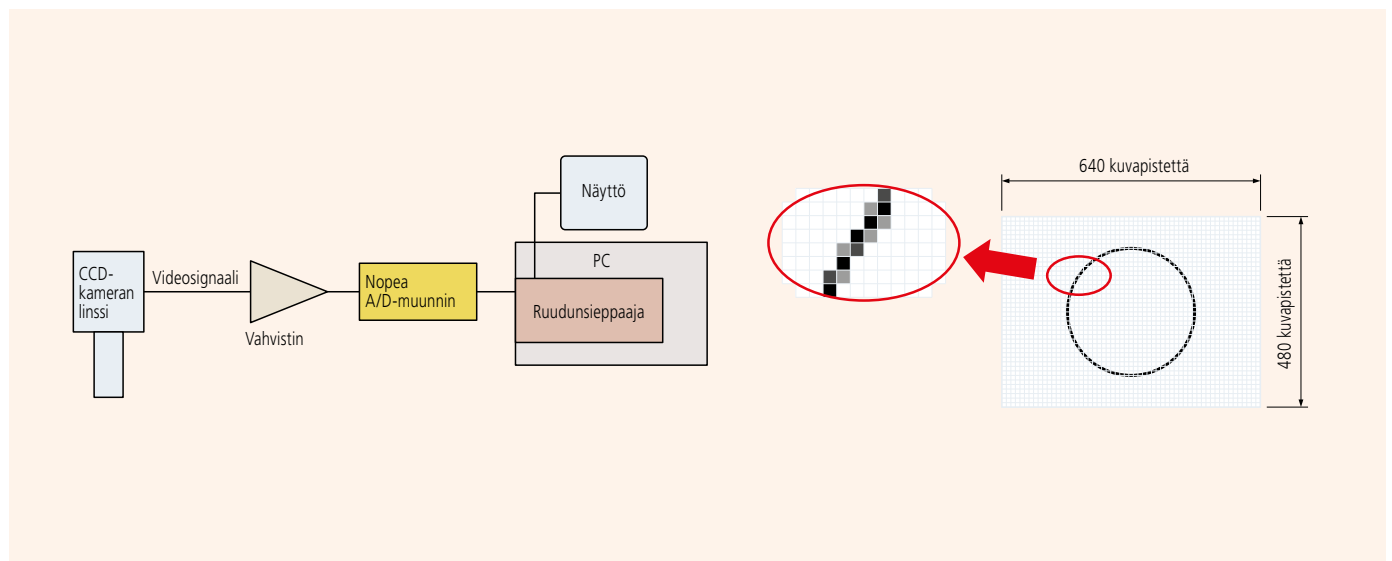 CCD-
kameran
linssi
Videosignaali
Vahvistin
Nopea
A/D-muunnin
Näyttö
PC
Ruudunsieppaaja
640 kuvapistettä
480 kuvapistettä